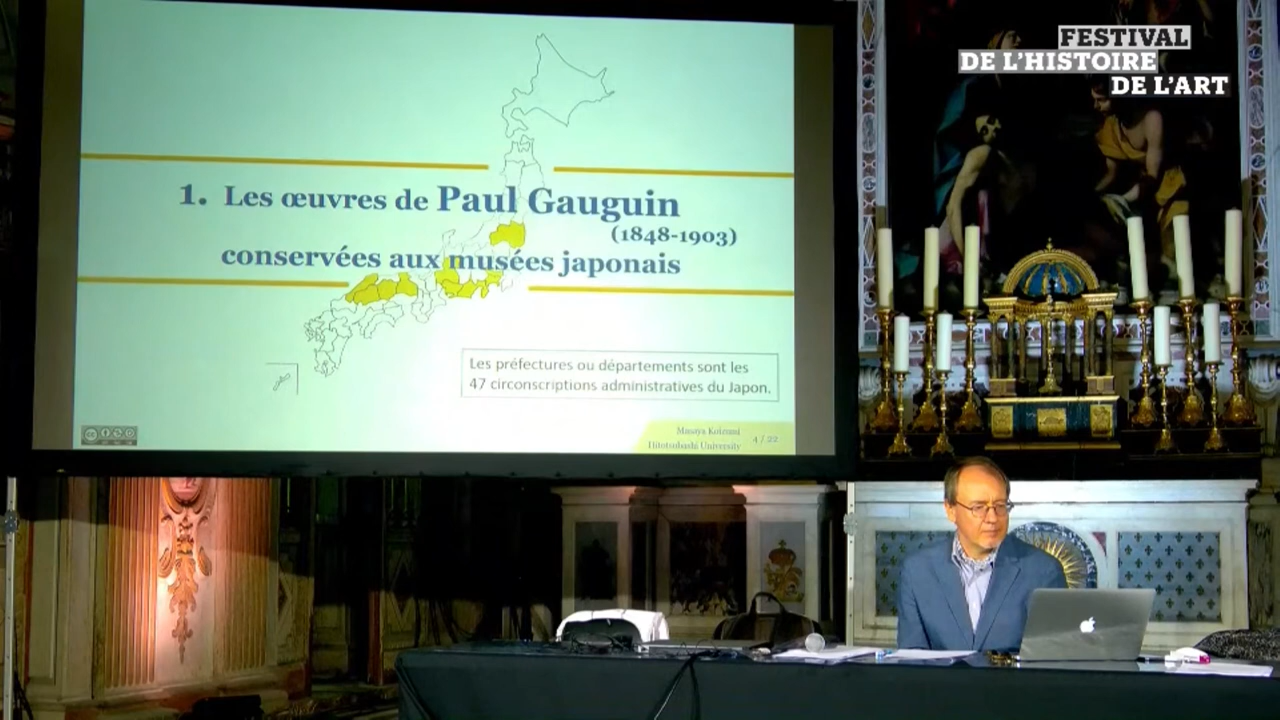 FESTIVAL
DE L'HISTOIRE
DE L'ART
1. Les œuvres de Paul Gauguin
(1848-1903)
conservées aux musées japonais
Les préfectures ou départements sont les
47 circonscriptions administratives du Japon.
Masaya Koizumi
Hitotsubashi University
4 / 22